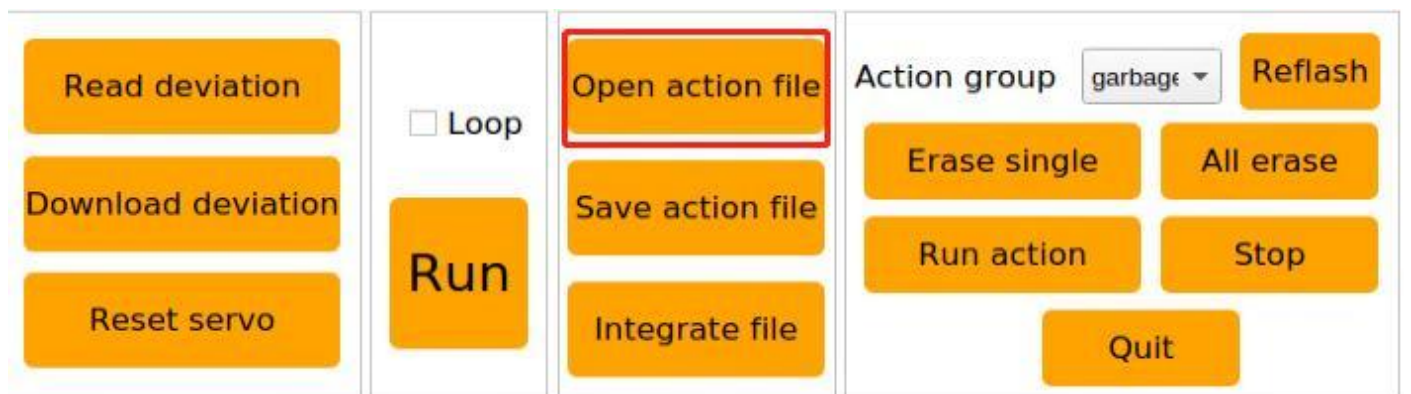 Read deviation
Download deviation
Reset servo
Loop
Run
Open action file
Save action file
Integrate file
Action group
garbage
Reflash
Erase single
All erase
Run action
Stop
Quit